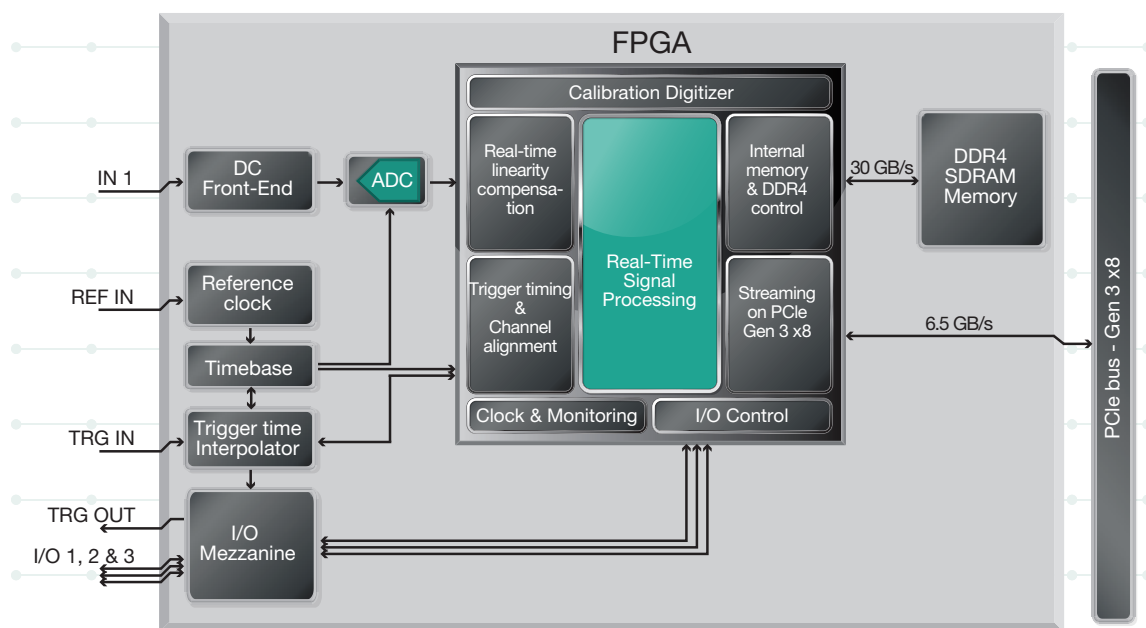 FPGA
Calibration Digitizer
Real-time
linearity
compensa-
tion
Internal
memory
& DDR4
control
Real-Time
Signal
Processing
Trigger timing
&
Channel
alignment
Streaming
on PCIe
Gen 3 x8
Clock & Monitoring
I/O Control
IN 1
DC
Front-End
ADC
REF IN
Reference
clock
Timebase
TRG IN
Trigger time
Interpolator
TRG OUT
I/O 1, 2 & 3
I/O
Mezzanine
30 GB/s
DDR4
SDRAM
Memory
6.5 GB/s
PCIe bus - Gen 3 x8